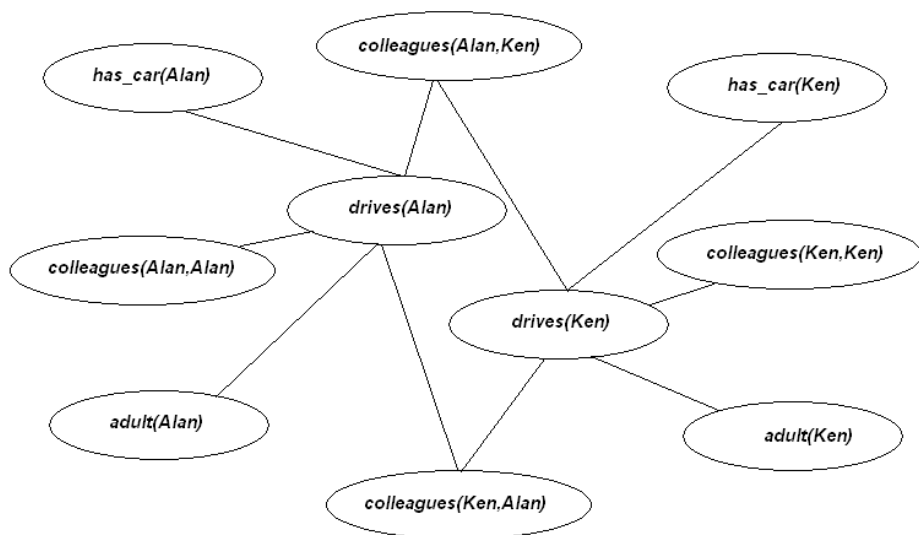 colleagues(Alan,Ken)
has_car(Alan)
has_car(Ken)
drives(Alan)
colleagues(Ken,Ken)
colleagues(Alan,Alan)
drives(Ken)
adult(Alan)
adult(Ken)
colleagues(Ken,Alan)